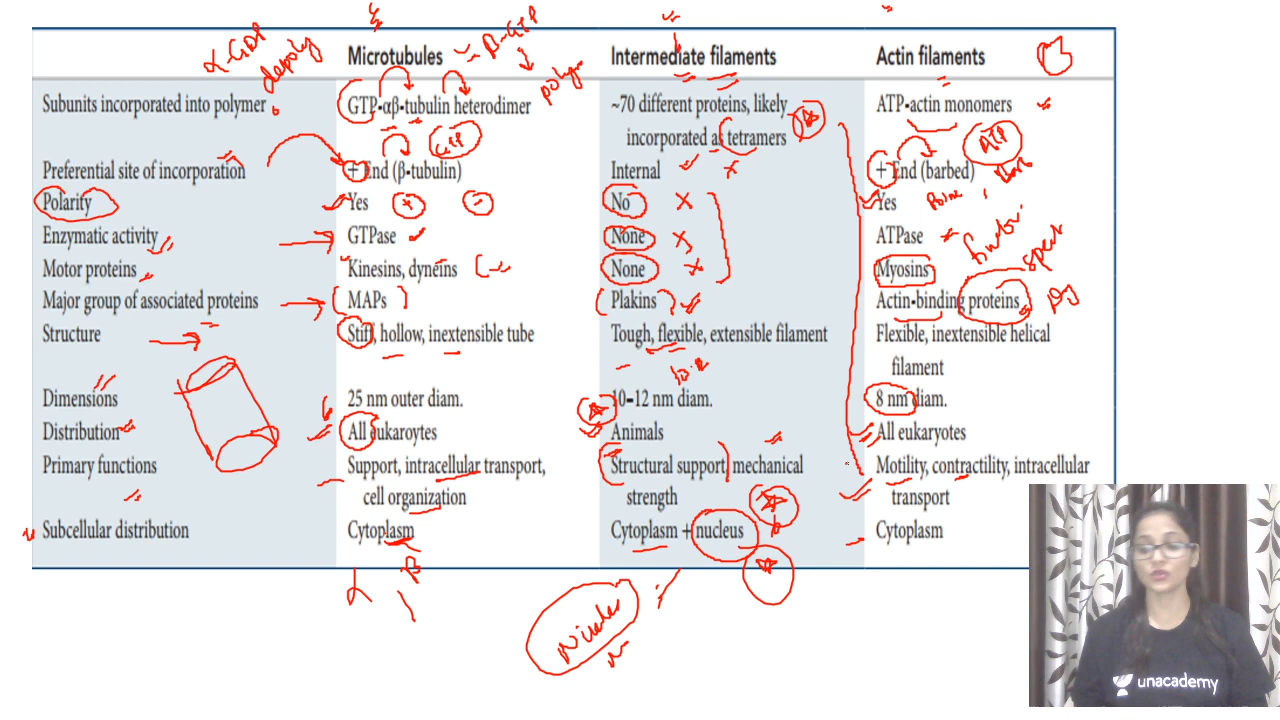 Microtubules Intermediate filaments Actin filaments
α-GDP
depoly
β-GTP
polym
Subunits incorporated into polymer GTP-αβ-tubulin heterodimer ~70 different proteins, likely ATP-actin monomers
incorporated as tetramers
GTP
ATP
Preferential site of incorporation + End (β-tubulin) Internal + End (barbed)
Polarity Yes + − No Yes
Enzymatic activity GTPase None ATPase
Motor proteins Kinesins, dyneins None Myosins
Major group of associated proteins MAPs Plakins Actin-binding proteins
Structure Stiff, hollow, inextensible tube Tough, flexible, extensible filament Flexible, inextensible helical
filament
Dimensions 25 nm outer diam. 10–12 nm diam. 8 nm diam.
Distribution All eukaroytes Animals All eukaryotes
Primary functions Support, intracellular transport, Structural support, mechanical Motility, contractility, intracellular
cell organization strength transport
Subcellular distribution Cytoplasm Cytoplasm + nucleus Cytoplasm
α β
unacademy